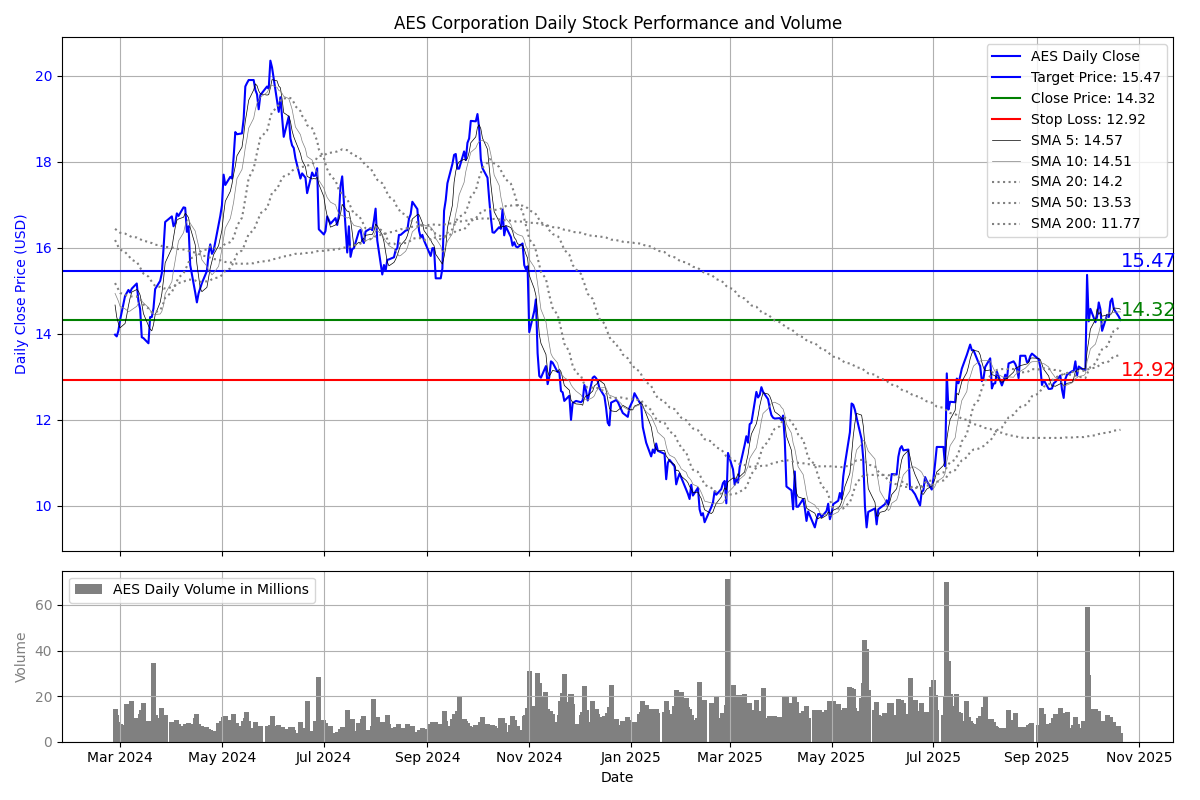 AES Corporation Daily Stock Performance and Volume
Daily Close Price (USD)
20
18
16
14
12
10
AES Daily Close
Target Price: 15.47
Close Price: 14.32
Stop Loss: 12.92
SMA 5: 14.57
SMA 10: 14.51
SMA 20: 14.2
SMA 50: 13.53
SMA 200: 11.77
15.47
14.32
12.92
AES Daily Volume in Millions
Volume
60
40
20
0
Mar 2024 May 2024 Jul 2024 Sep 2024 Nov 2024 Jan 2025 Mar 2025 May 2025 Jul 2025 Sep 2025 Nov 2025
Date